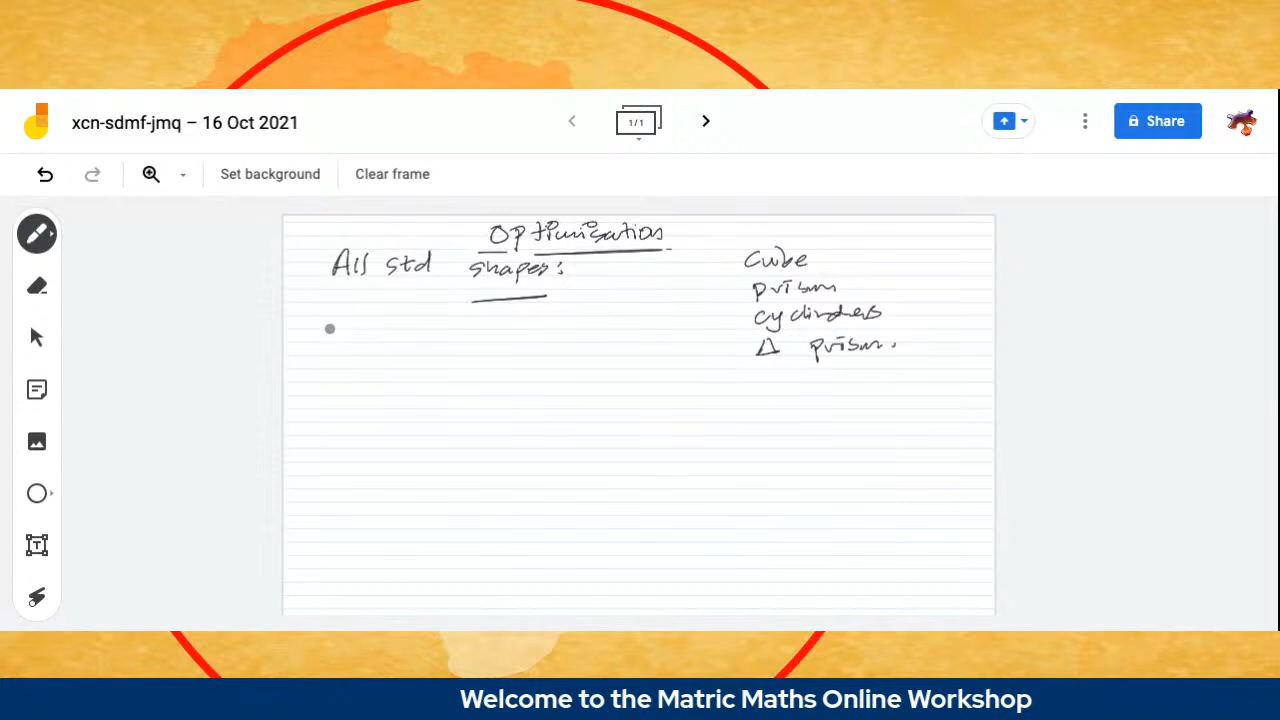 xcn-sdmf-jmq – 16 Oct 2021
1/1
Share
Set background
Clear frame
Optimisation
All std shapes:
Cube
prism
cyclinders
Δ prism.
T
Welcome to the Matric Maths Online Workshop